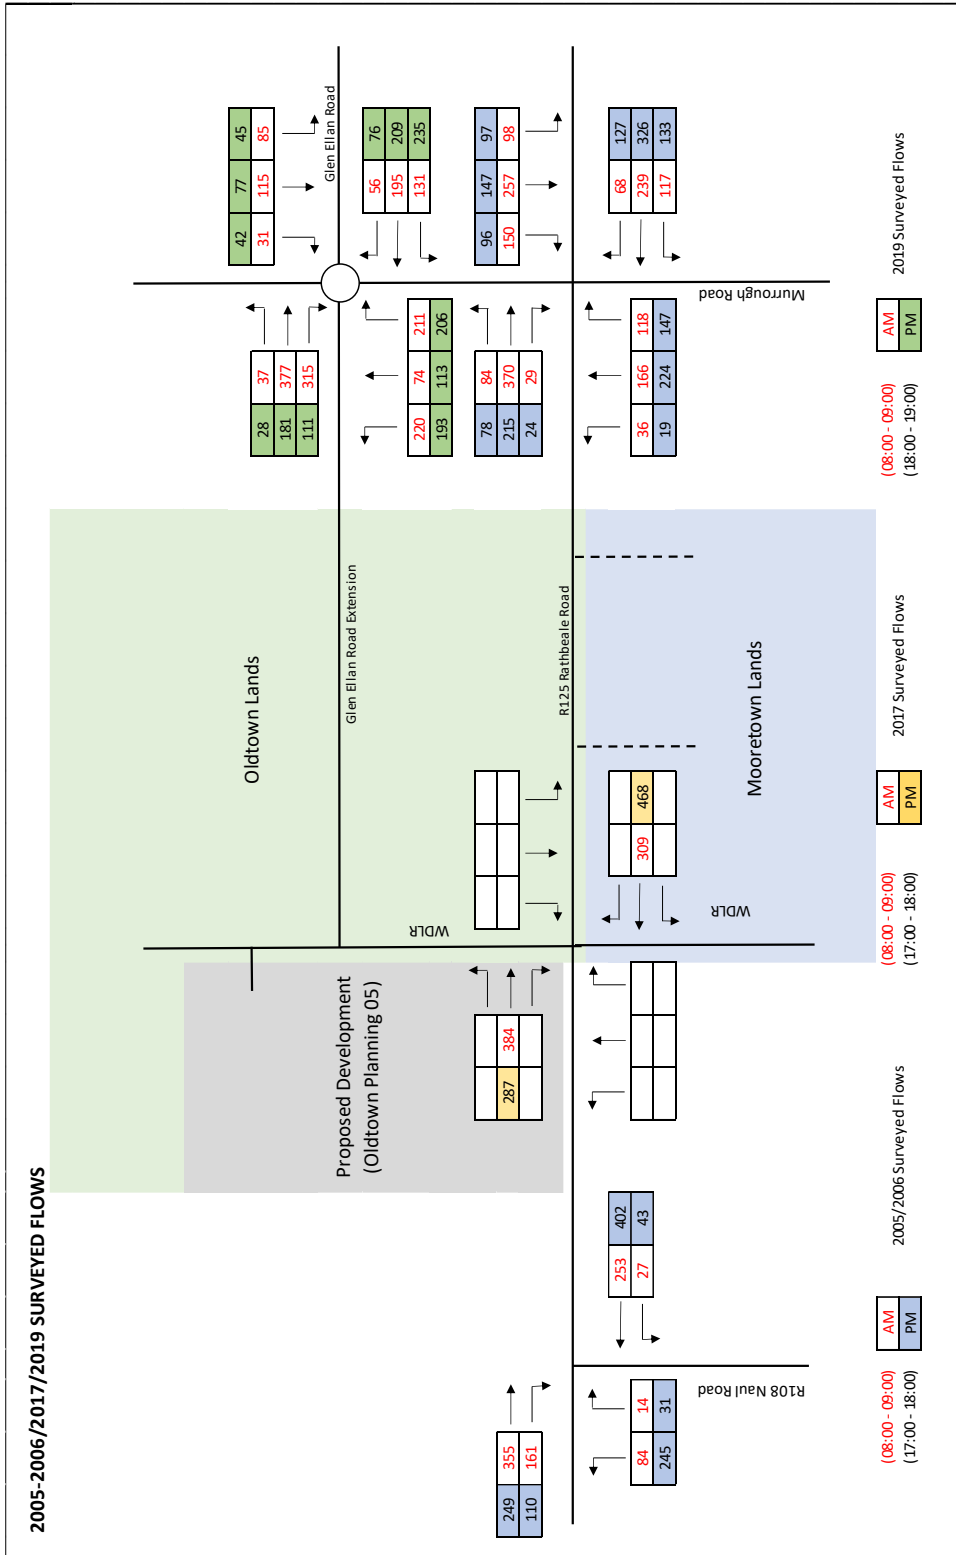 2005-2006/2017/2019 SURVEYED FLOWS
Oldtown Lands
28 37
181 377
111 315
42 77 45
31 115 85
Glen Ellan Road
Glen Ellan Road Extension
Proposed Development
(Oldtown Planning 05)
WDLR
220 74 211
193 113 206
56 76
195 209
131 235
249 355
110 161
287 384
78 84
215 370
24 29
96 147 97
150 257 98
R125 Rathbeale Road
253 402
27 43
309 468
68 127
239 326
117 133
84 14
245 31
36 166 118
19 224 147
R108 Naul Road
WDLR
Murrough Road
Mooretown Lands
(08:00 - 09:00) AM
(17:00 - 18:00) PM
2005/2006 Surveyed Flows
(08:00 - 09:00) AM
(17:00 - 18:00) PM
2017 Surveyed Flows
(08:00 - 09:00) AM
(18:00 - 19:00) PM
2019 Surveyed Flows